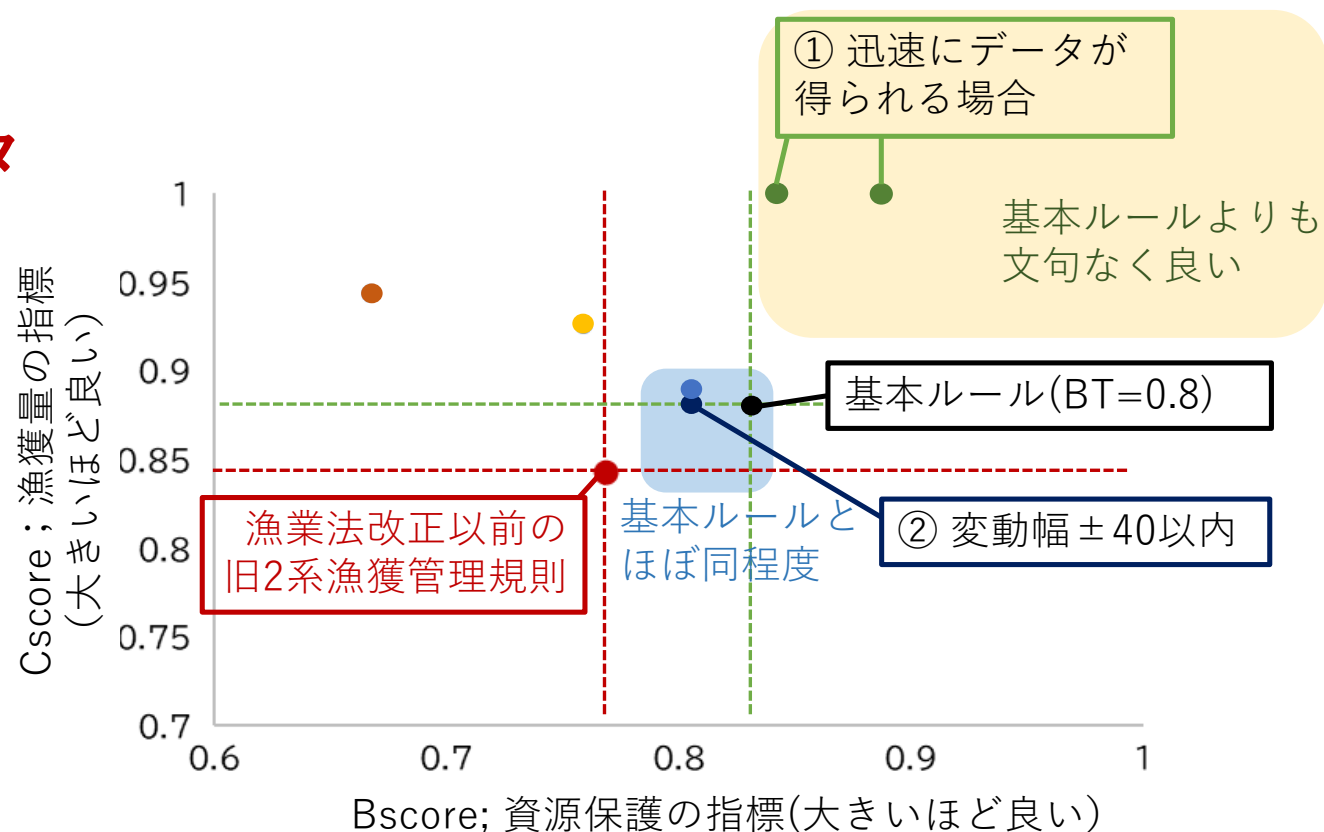 ① 迅速にデータが
得られる場合
タ
基本ルールよりも
文句なく良い
1
0.95
0.9
0.85
0.8
0.75
0.7
Cscore ; 漁獲量の指標
(大きいほど良い)
基本ルール(BT=0.8)
漁業法改正以前の
旧2系漁獲管理規則
基本ルールと
ほぼ同程度
② 変動幅±40以内
0.6
0.7
0.8
0.9
1
Bscore; 資源保護の指標(大きいほど良い)